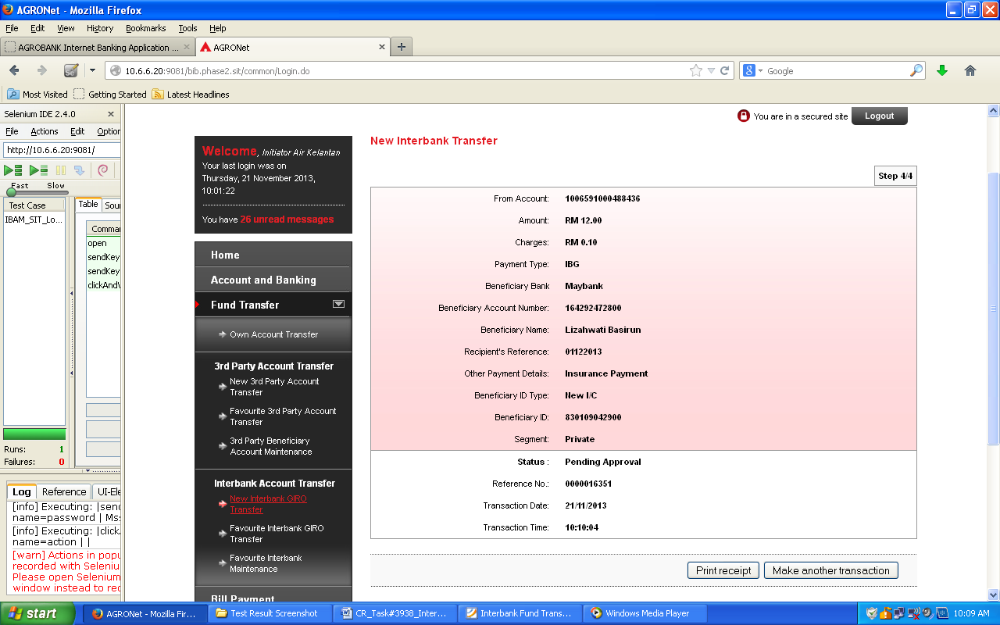 AGRONet - Mozilla Firefox
File Edit View History Bookmarks Tools Help
AGROBANK Internet Banking Application ...
AGRONet
10.6.6.20:9081/bib.phase2.sit/common/Login.do
Google
Most Visited Getting Started Latest Headlines
Selenium IDE 2.4.0
File Actions Edit Option
http://10.6.6.20:9081/
Fast Slow
Test Case
IBAM_SIT_Lo...
Table Sour
Comma
open
sendKey
sendKey
clickAndV
Runs: 1
Failures: 0
Log Reference UI-Ele
[info] Executing: |send
name=password | Mss
[info] Executing: |clickA
name=action | |
[warn] Actions in popu
recorded with Selenium
Please open Selenium
window instead to rec
You are in a secured site Logout
Welcome, Initiator Air Kelantan
Your last login was on
Thursday, 21 November 2013,
10:01:22
You have 26 unread messages
Home
Account and Banking
Fund Transfer
Own Account Transfer
3rd Party Account Transfer
New 3rd Party Account
Transfer
Favourite 3rd Party Account
Transfer
3rd Party Beneficiary
Account Maintenance
Interbank Account Transfer
New Interbank GIRO
Transfer
Favourite Interbank GIRO
Transfer
Favourite Interbank
Maintenance
Bill Payment
New Interbank Transfer
Step 4/4
From Account: 1006591000488436
Amount: RM 12.00
Charges: RM 0.10
Payment Type: IBG
Beneficiary Bank Maybank
Beneficiary Account Number: 164292472800
Beneficiary Name: Lizahwati Basirun
Recipient's Reference: 01122013
Other Payment Details: Insurance Payment
Beneficiary ID Type: New I/C
Beneficiary ID: 830109042900
Segment: Private
Status : Pending Approval
Reference No.: 0000016351
Transaction Date: 21/11/2013
Transaction Time: 10:10:04
Print receipt Make another transaction
start
AGRONet - Mozilla Fir...
Test Result Screenshot
CR_Task#3938_Inter...
Interbank Fund Trans...
Windows Media Player
10:09 AM